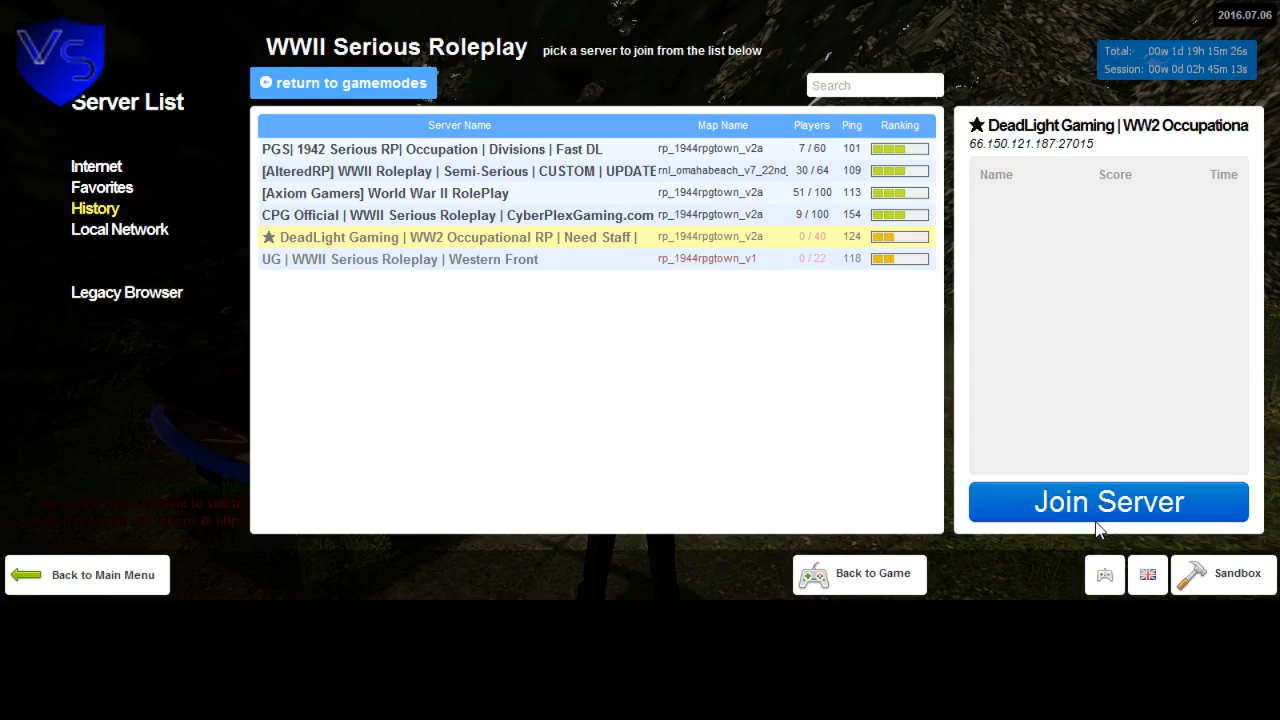 2016.07.06
VS
WWII Serious Roleplay pick a server to join from the list below
Total: 00w 1d 19h 15m 26s
Session: 00w 0d 02h 45m 13s
return to gamemodes
Search
Server List
Internet
Favorites
History
Local Network
Legacy Browser
Server Name Map Name Players Ping Ranking
PGS| 1942 Serious RP| Occupation | Divisions | Fast DL rp_1944rpgtown_v2a 7 / 60 101
[AlteredRP] WWII Roleplay | Semi-Serious | CUSTOM | UPDATE rnl_omahabeach_v7_22nd_ 30 / 64 109
[Axiom Gamers] World War II RolePlay rp_1944rpgtown_v2a 51 / 100 113
CPG Official | WWII Serious Roleplay | CyberPlexGaming.com rp_1944rpgtown_v2a 9 / 100 154
DeadLight Gaming | WW2 Occupational RP | Need Staff | rp_1944rpgtown_v2a 0 / 40 124
UG | WWII Serious Roleplay | Western Front rp_1944rpgtown_v1 0 / 22 118
DeadLight Gaming | WW2 Occupationa
66.150.121.187:27015
Name Score Time
Join Server
Back to Main Menu
Back to Game
Sandbox